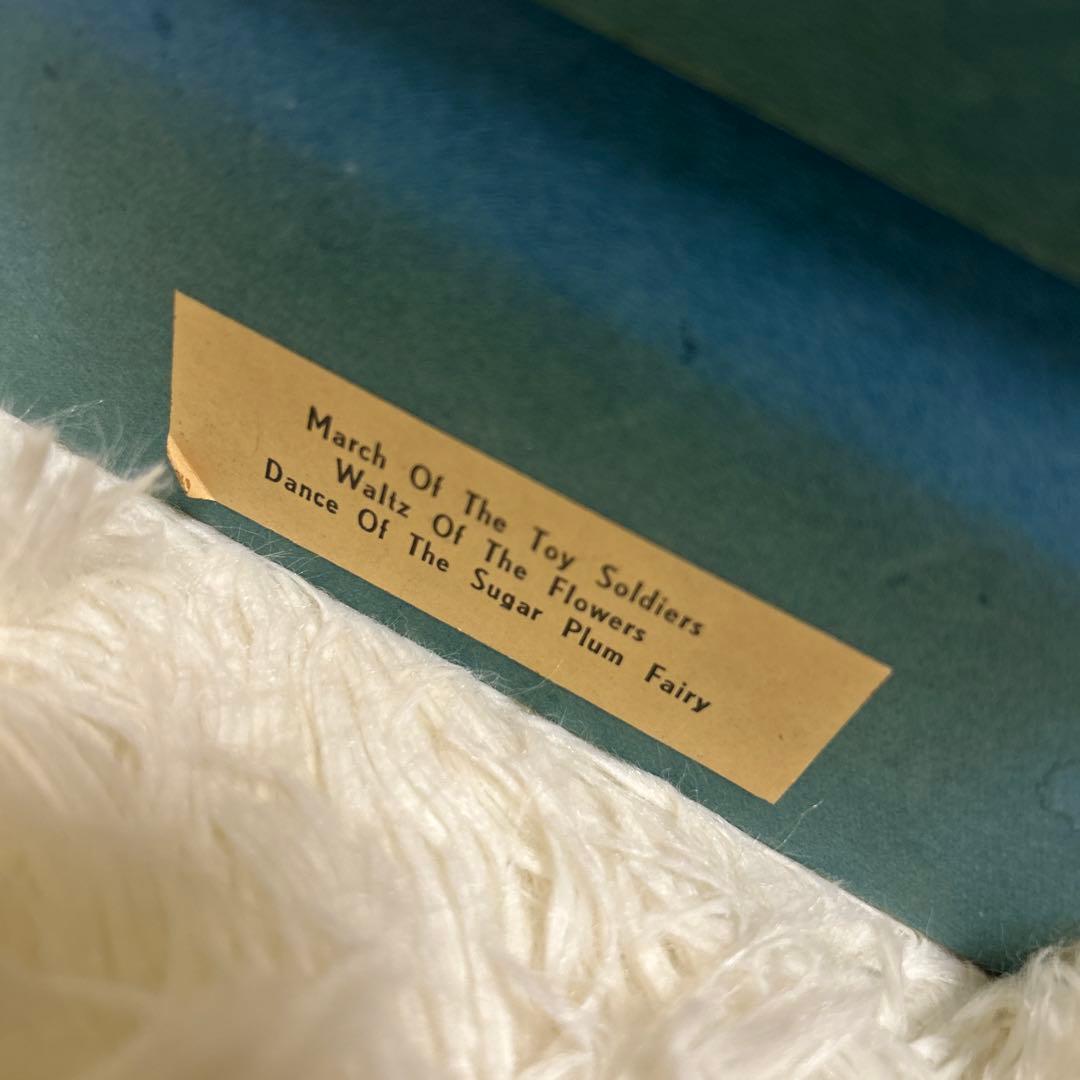 March Of The Toy Soldiers
Waltz Of The Flowers
Dance Of The Sugar Plum Fairy